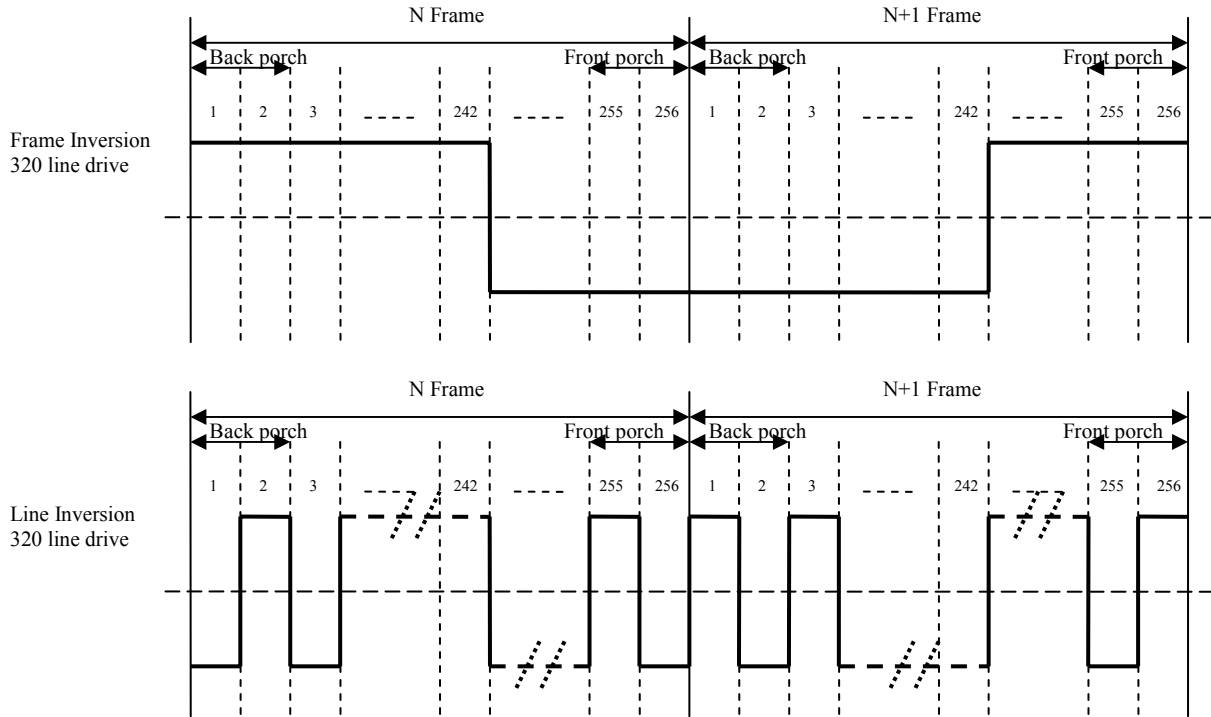 N Frame N+1 Frame
Back porch Front porch Back porch Front porch
1 2 3 ----- 242 ----- 255 256 1 2 3 ----- 242 ----- 255 256
Frame Inversion
320 line drive
N Frame N+1 Frame
Back porch Front porch Back porch Front porch
1 2 3 ----- 242 ----- 255 256 1 2 3 ----- 242 ----- 255 256
Line Inversion
320 line drive